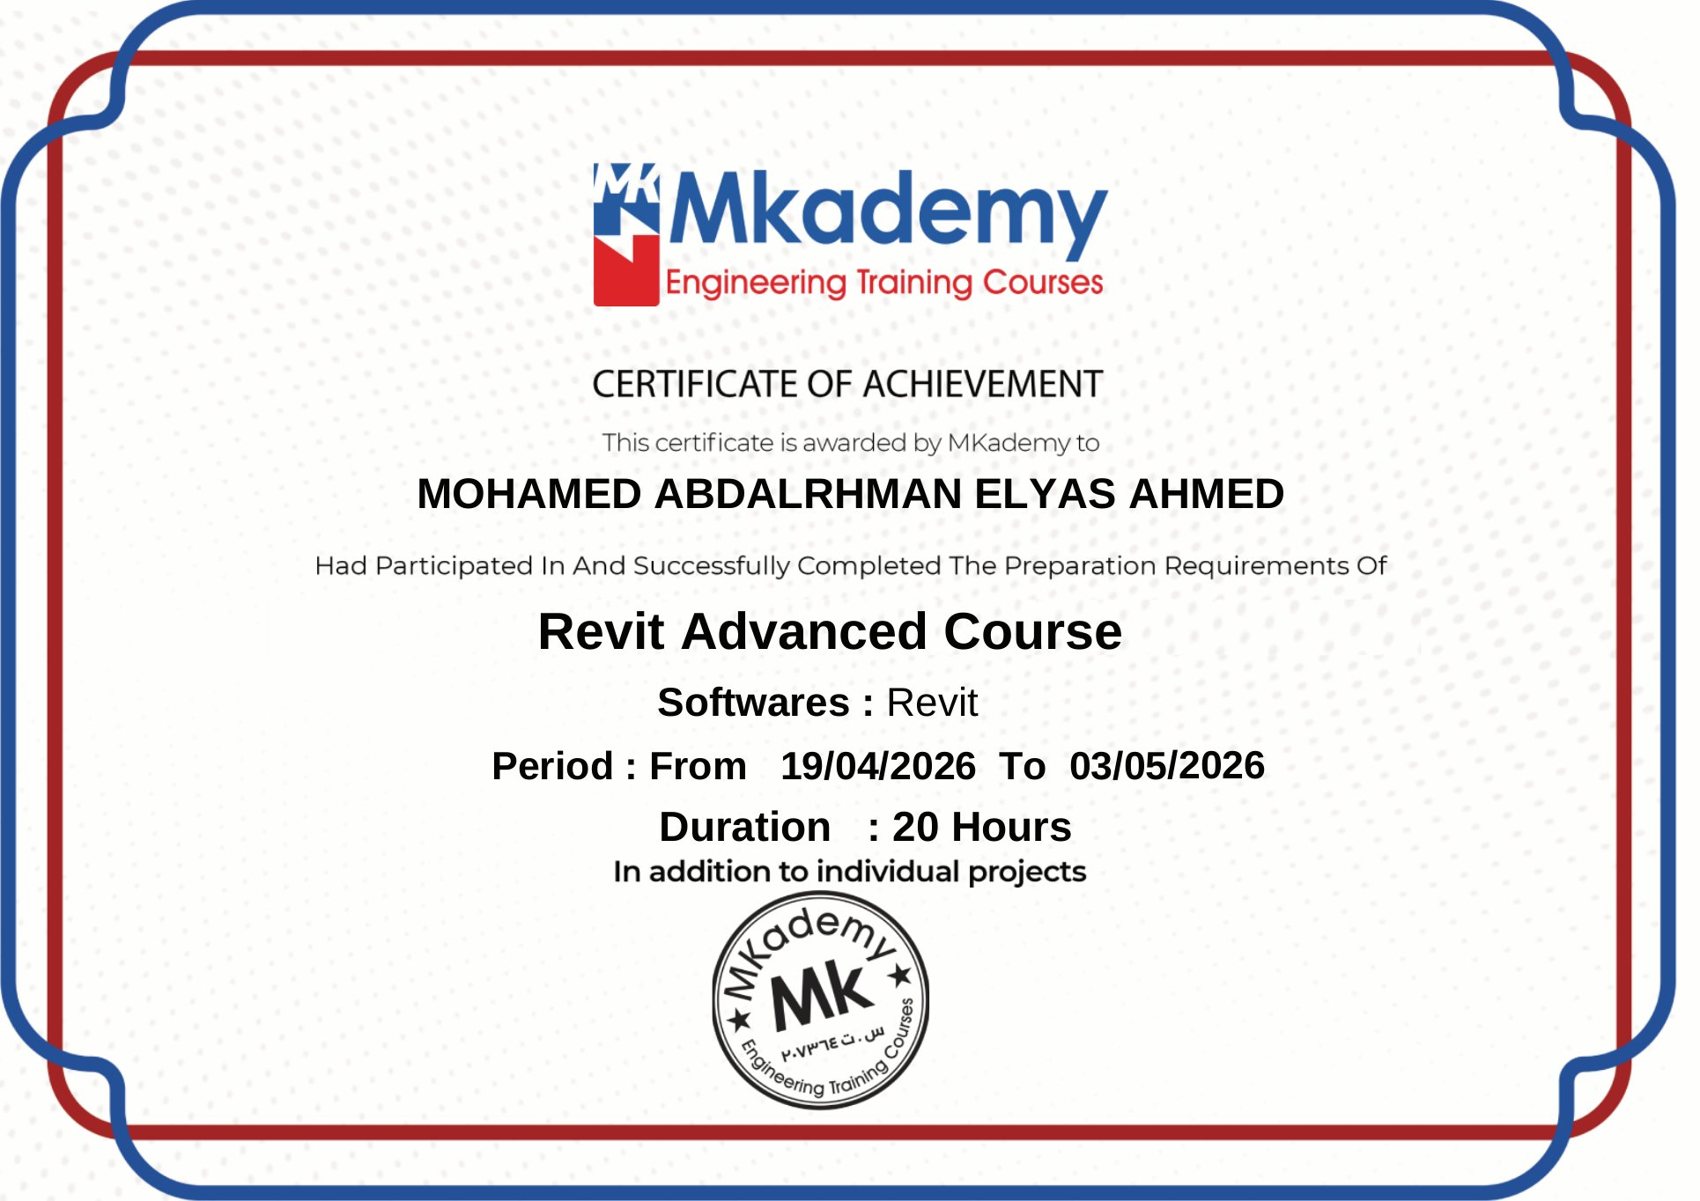 MK
Mkademy
Engineering Training Courses
CERTIFICATE OF ACHIEVEMENT
This certificate is awarded by MKademy to
MOHAMED ABDALRHMAN ELYAS AHMED
Had Participated In And Successfully Completed The Preparation Requirements Of
Revit Advanced Course
Softwares : Revit
Period : From 19/04/2026 To 03/05/2026
Duration : 20 Hours
In addition to individual projects
MKademy
Mk
س.ت ٢٠٧٣٦٤
Engineering Training Courses